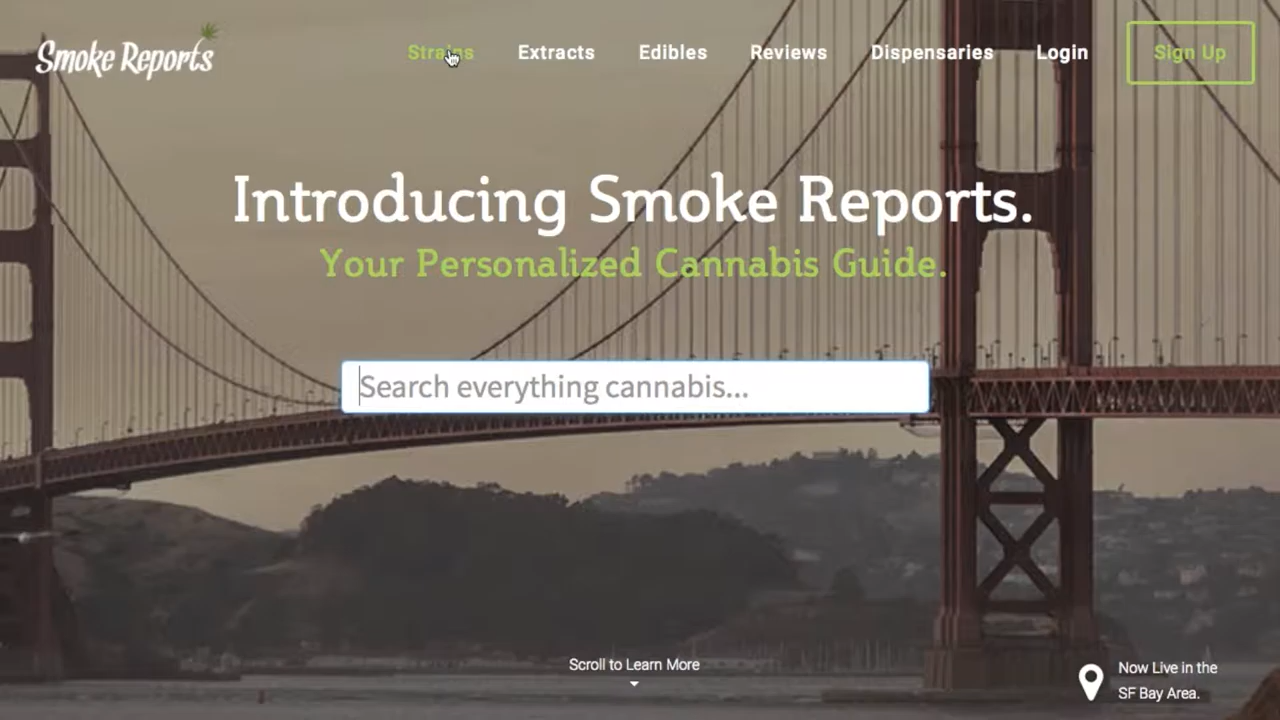 Smoke Reports
Strains
Extracts
Edibles
Reviews
Dispensaries
Login
Sign Up
Introducing Smoke Reports.
Your Personalized Cannabis Guide.
Search everything cannabis...
Scroll to Learn More
Now Live in the
SF Bay Area.